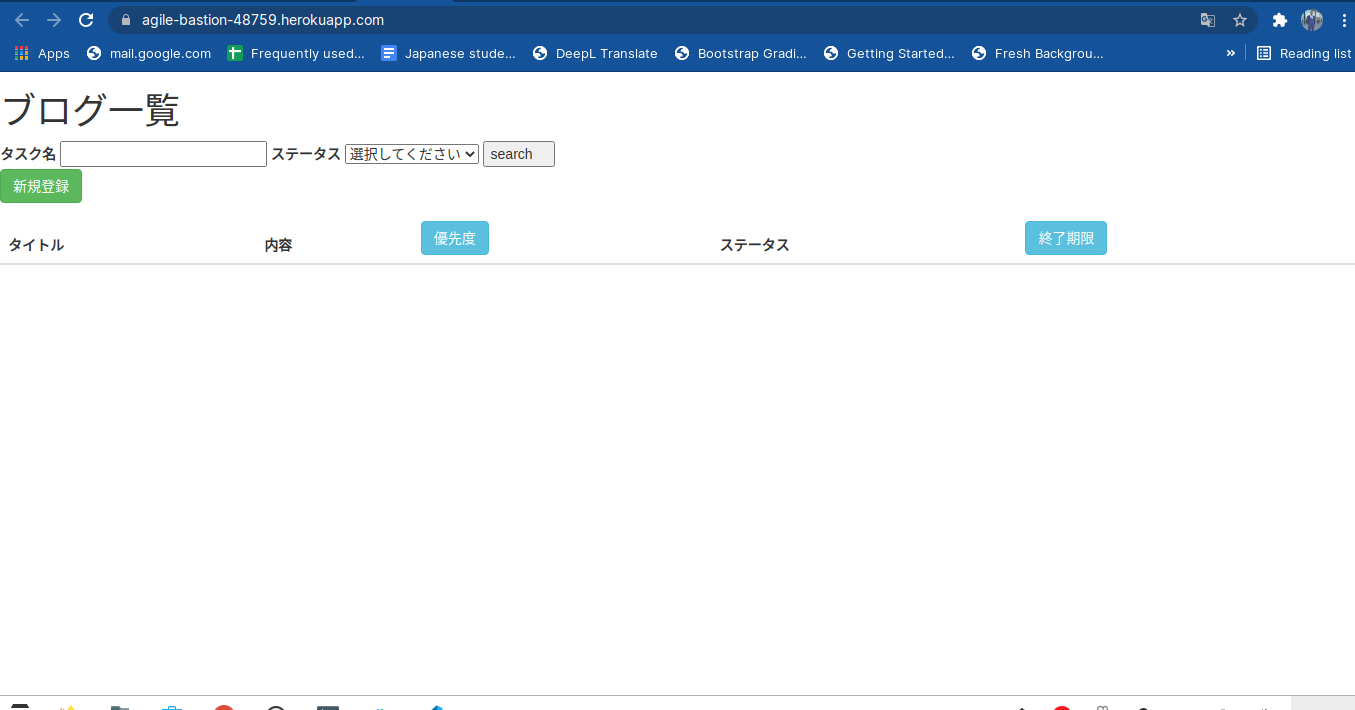 agile-bastion-48759.herokuapp.com
Apps mail.google.com Frequently used... Japanese stude... DeepL Translate Bootstrap Gradi... Getting Started... Fresh Backgrou... » Reading list
ブログ一覧
タスク名 ステータス 選択してください search
新規登録
タイトル 内容 優先度 ステータス 終了期限